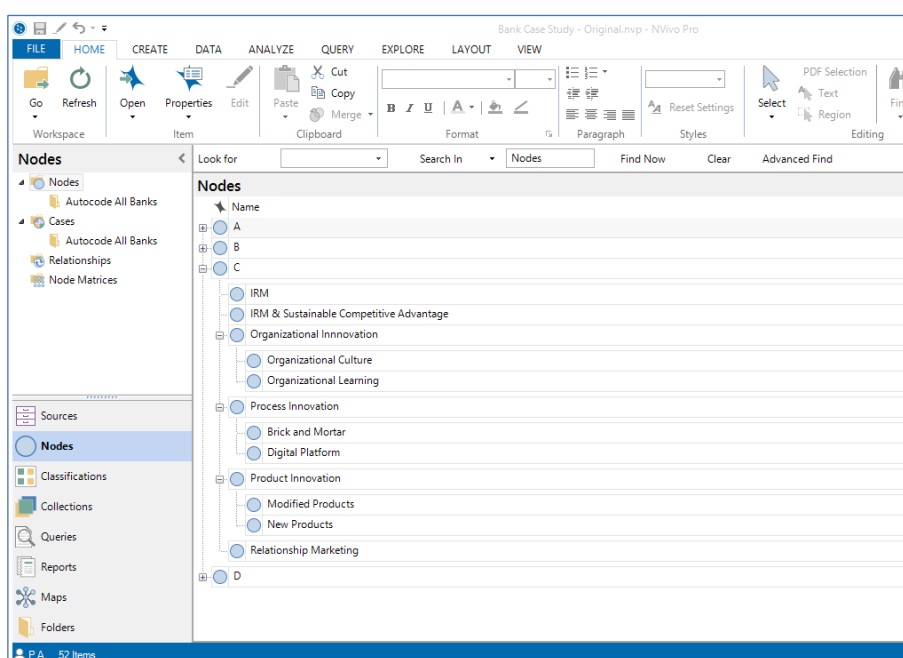 Bank Case Study - Original.nvp - NVivo Pro
FILE HOME CREATE DATA ANALYZE QUERY EXPLORE LAYOUT VIEW
Go Refresh Open Properties Edit Paste Cut Copy Merge
B I U A
Reset Settings
Select PDF Selection Text Region
Workspace Item Clipboard Format Paragraph Styles Editing
Nodes
Look for Search In Nodes Find Now Clear Advanced Find
Nodes
Autocode All Banks
Cases
Autocode All Banks
Relationships
Node Matrices
Sources
Nodes
Classifications
Collections
Queries
Reports
Maps
Folders
Nodes
Name
A
B
C
IRM
IRM & Sustainable Competitive Advantage
Organizational Innnovation
Organizational Culture
Organizational Learning
Process Innovation
Brick and Mortar
Digital Platform
Product Innovation
Modified Products
New Products
Relationship Marketing
D
P.A 52 Items